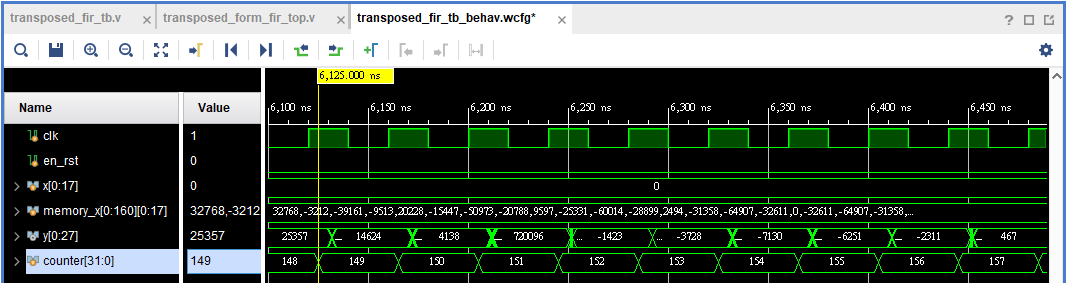 transposed_fir_tb.v × transposed_form_fir_top.v × transposed_fir_tb_behav.wcfg* ×
6,125.000 ns
Name Value
6,100 ns 6,150 ns 6,200 ns 6,250 ns 6,300 ns 6,350 ns 6,400 ns 6,450 ns
clk 1
en_rst 0
x[0:17] 0 0
memory_x[0:160][0:17] 32768,-3212 32768,-3212,-39161,-9513,20228,-15447,-50973,-20788,9597,-25331,-60014,-28899,2494,-31358,-64907,-32611,0,-32611,-64907,-31358,...
y[0:27] 25357 25357 ... 14624 4138 720096 ... -1423 ... -3728 -7130 -6251 -2311 ... 467
counter[31:0] 149 148 149 150 151 152 153 154 155 156 157